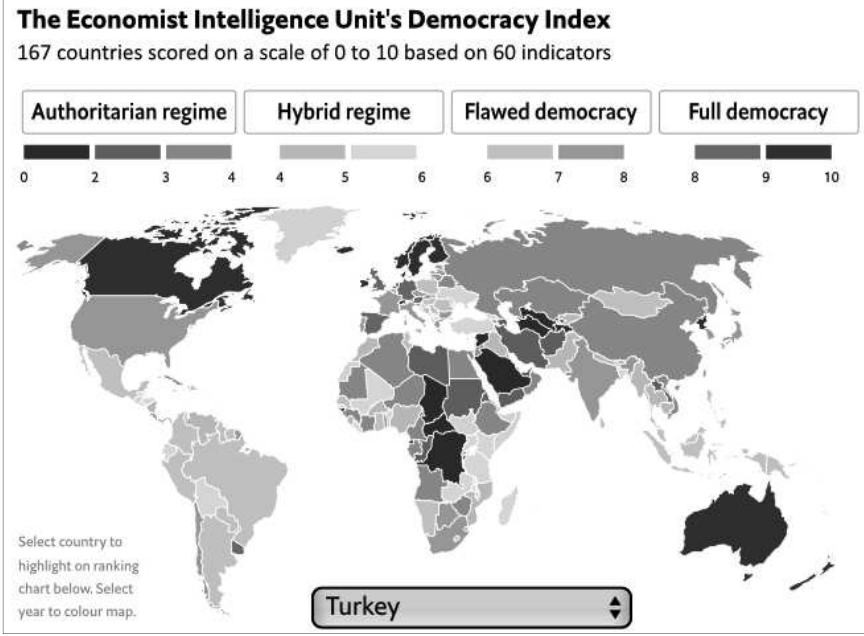 The Economist Intelligence Unit's Democracy Index
167 countries scored on a scale of 0 to 10 based on 60 indicators
Authoritarian regime Hybrid regime Flawed democracy Full democracy
0 2 3 4 4 5 6 6 7 8 8 9 10
Select country to
highlight on ranking
chart below. Select
year to colour map.
Turkey